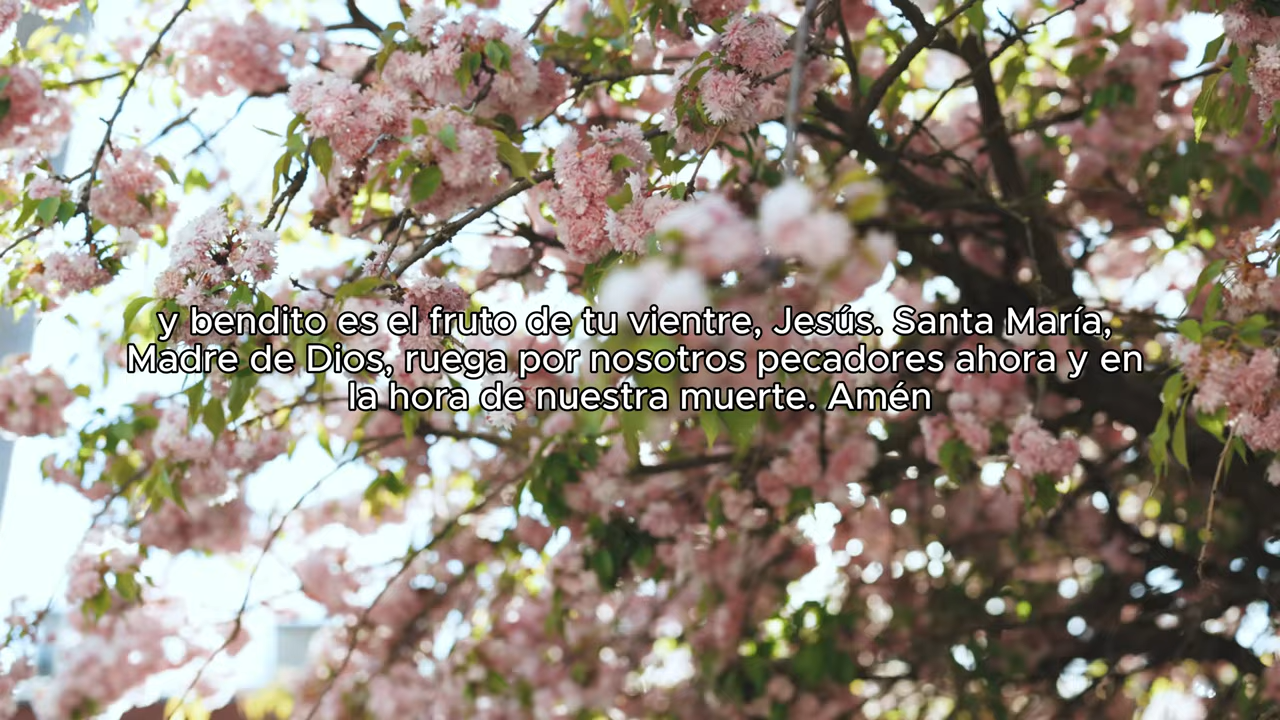 y bendito es el fruto de tu vientre, Jesús. Santa María,
Madre de Dios, ruega por nosotros pecadores ahora y en
la hora de nuestra muerte. Amén